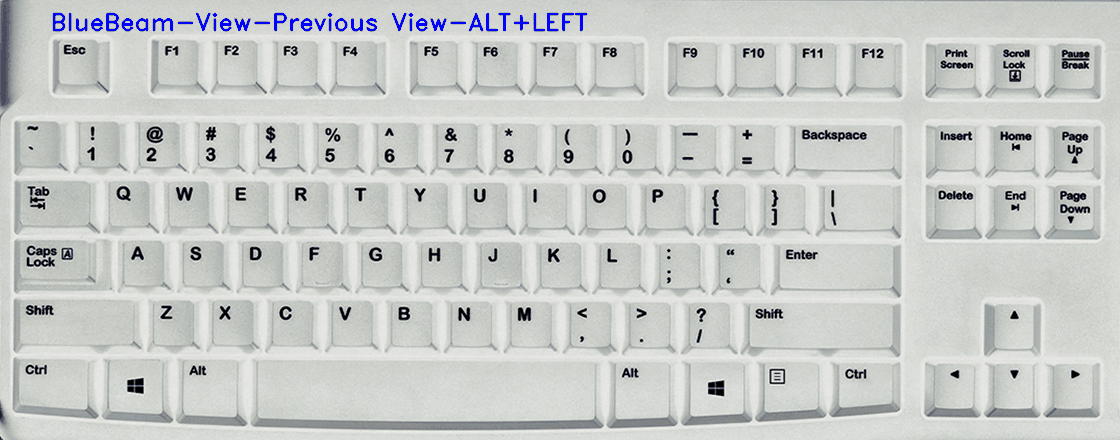 BlueBeam-View-Previous View-ALT+LEFT
Esc F1 F2 F3 F4 F5 F6 F7 F8 F9 F10 F11 F12 Print Screen Scroll Lock Pause Break
~ ` ! 1 @ 2 # 3 $ 4 % 5 ^ 6 & 7 * 8 ( 9 ) 0 — - + = Backspace Insert Home Page Up
Tab Q W E R T Y U I O P { [ } ] | \ Delete End Page Down
Caps Lock A S D F G H J K L : ; “ ‘ Enter
Shift Z X C V B N M < , > . ? / Shift
Ctrl Alt Alt Ctrl